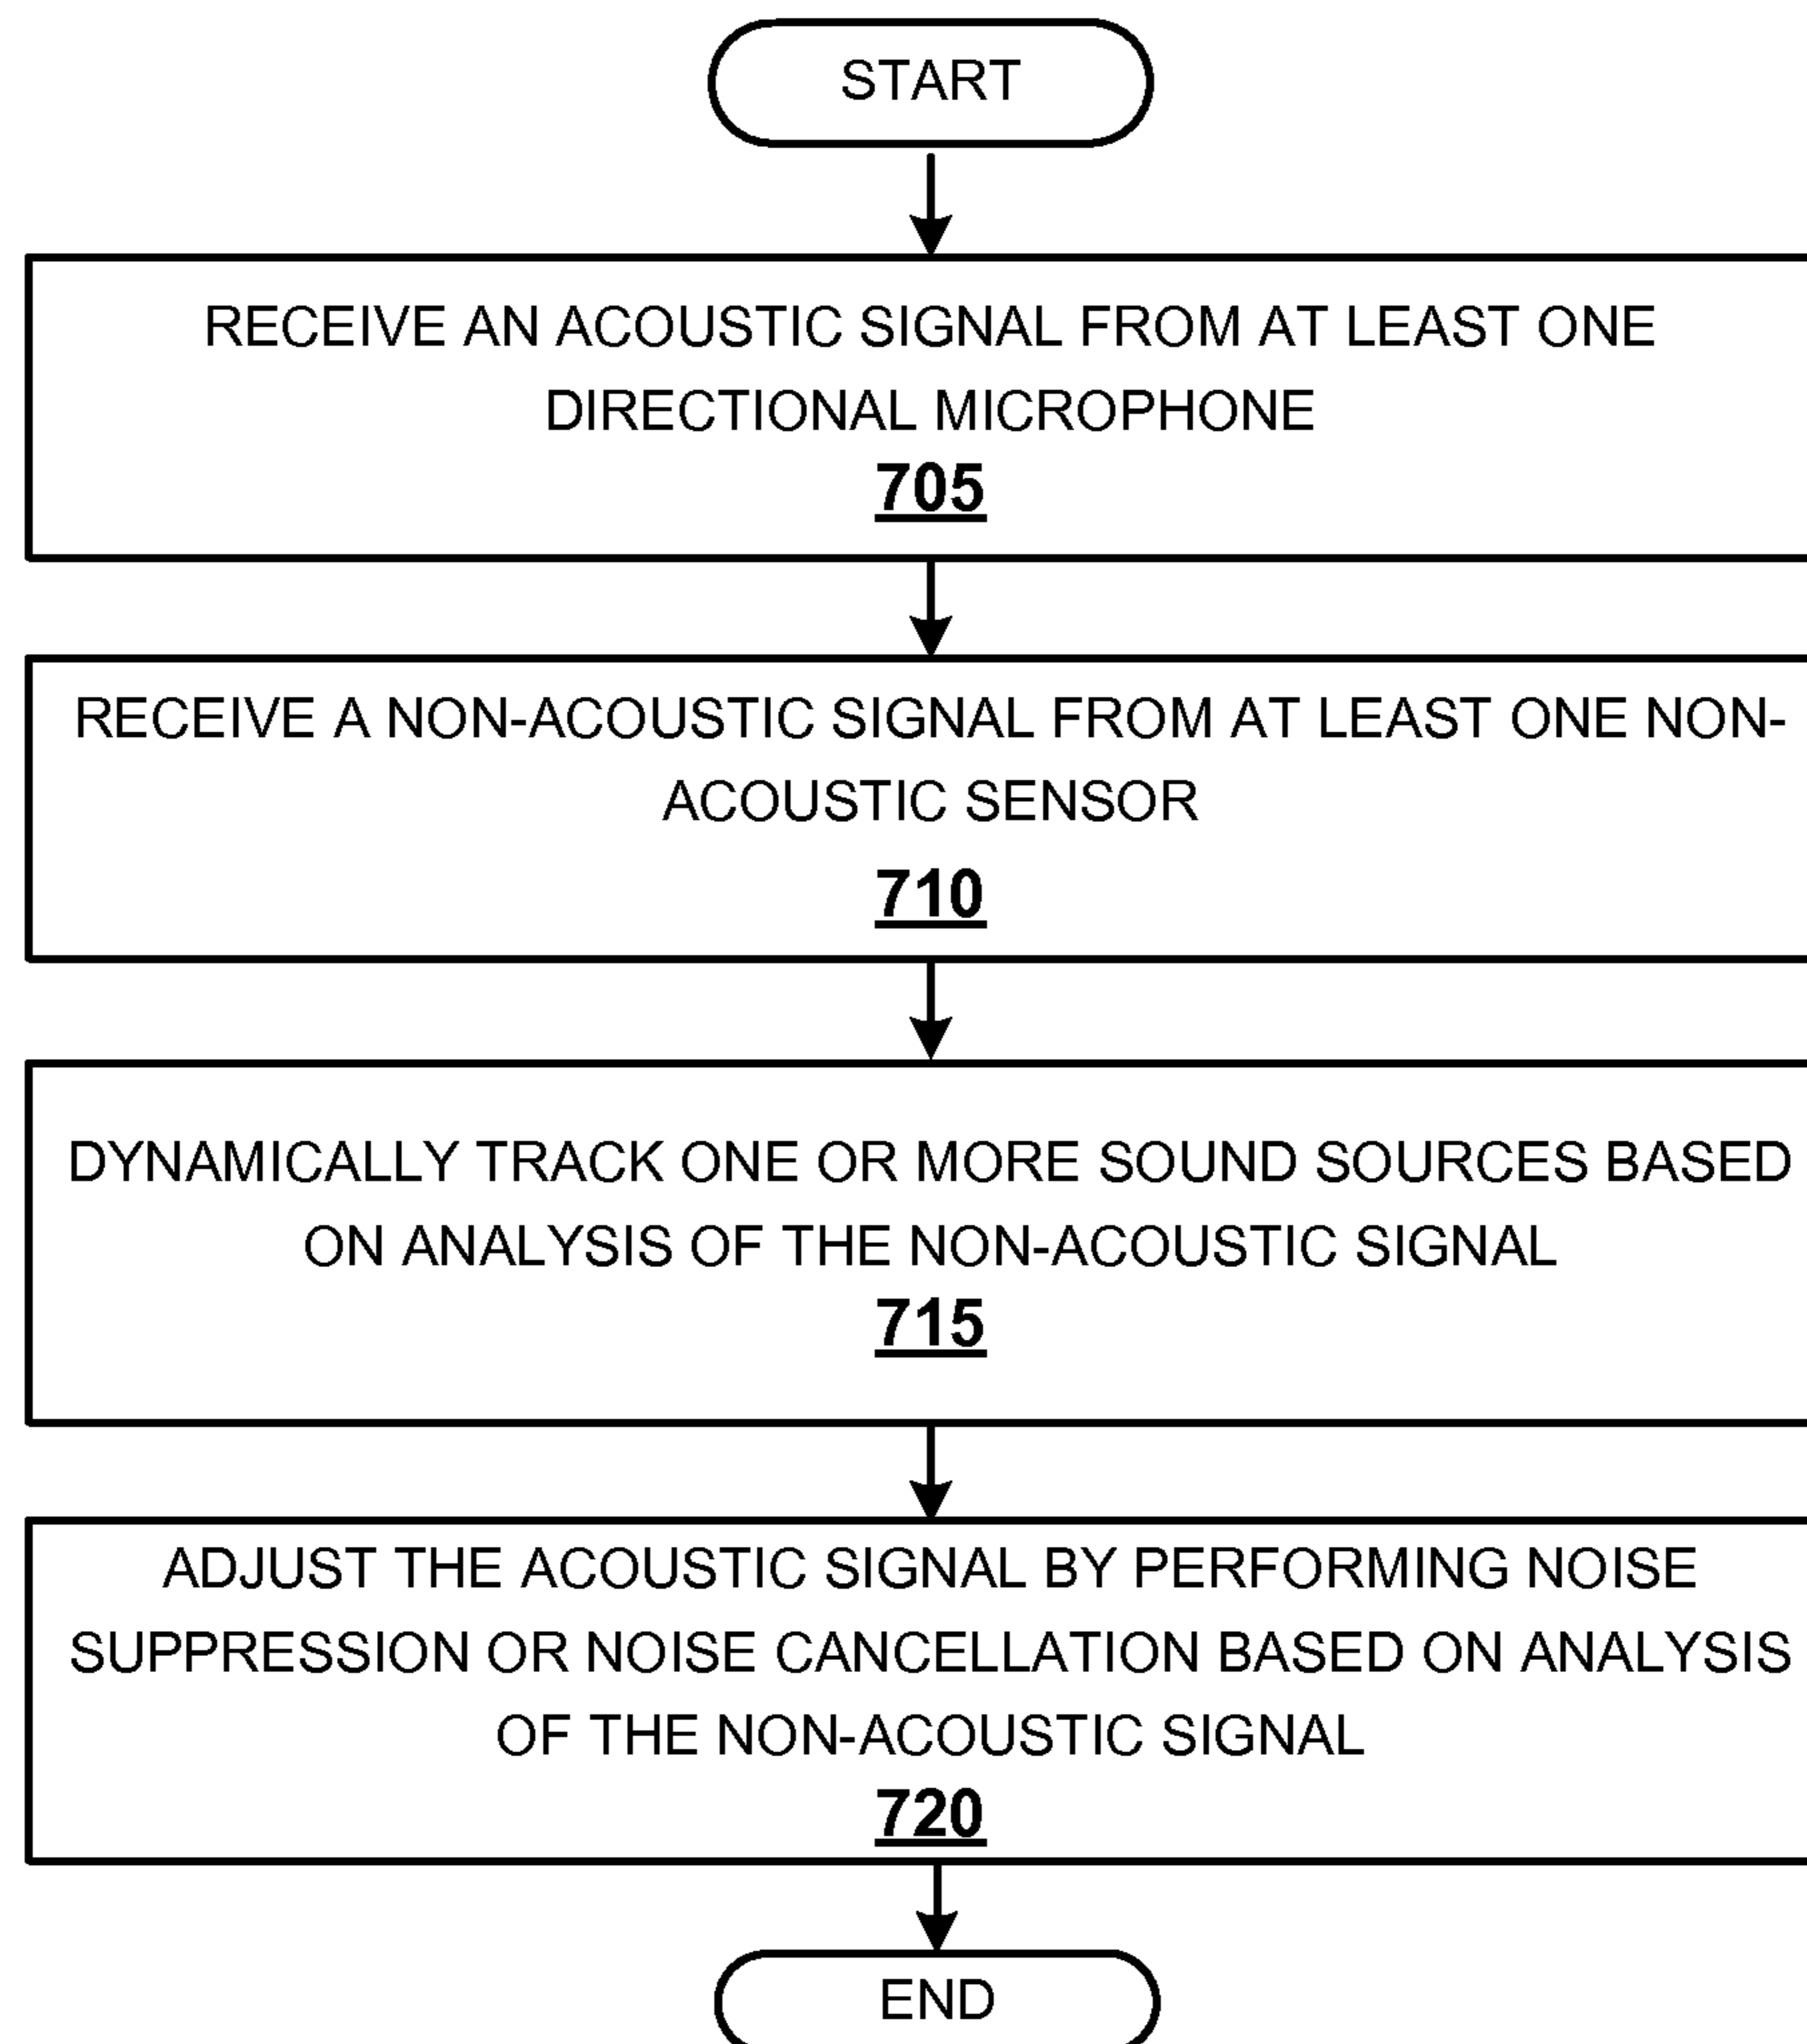 START
RECEIVE AN ACOUSTIC SIGNAL FROM AT LEAST ONE
DIRECTIONAL MICROPHONE
705
RECEIVE A NON-ACOUSTIC SIGNAL FROM AT LEAST ONE NON-
ACOUSTIC SENSOR
710
DYNAMICALLY TRACK ONE OR MORE SOUND SOURCES BASED
ON ANALYSIS OF THE NON-ACOUSTIC SIGNAL
715
ADJUST THE ACOUSTIC SIGNAL BY PERFORMING NOISE
SUPPRESSION OR NOISE CANCELLATION BASED ON ANALYSIS
OF THE NON-ACOUSTIC SIGNAL
720
END